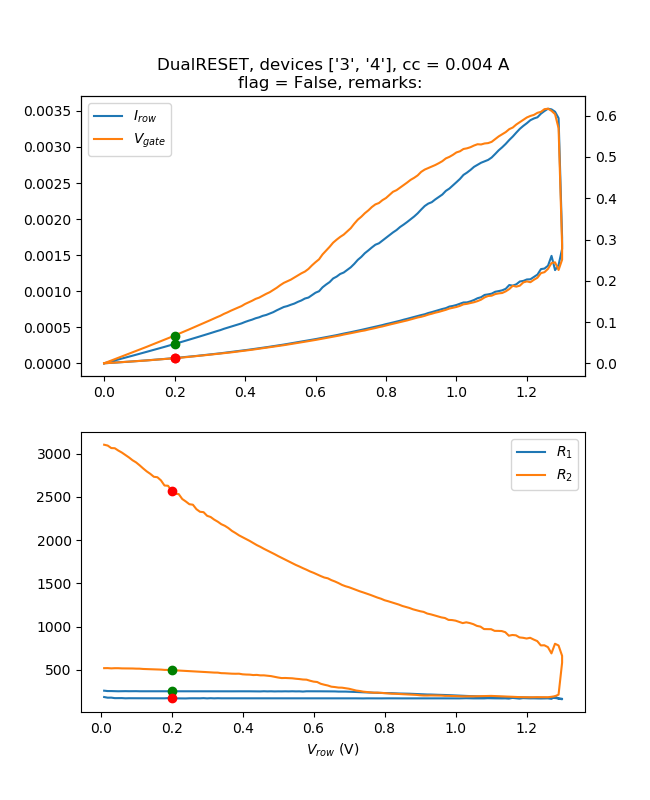 DualRESET, devices ['3', '4'], cc = 0.004 A
flag = False, remarks:
I_row
V_gate
0.0035
0.0030
0.0025
0.0020
0.0015
0.0010
0.0005
0.0000
0.6
0.5
0.4
0.3
0.2
0.1
0.0
0.0 0.2 0.4 0.6 0.8 1.0 1.2
R_1
R_2
3000
2500
2000
1500
1000
500
0.0 0.2 0.4 0.6 0.8 1.0 1.2
V_row (V)